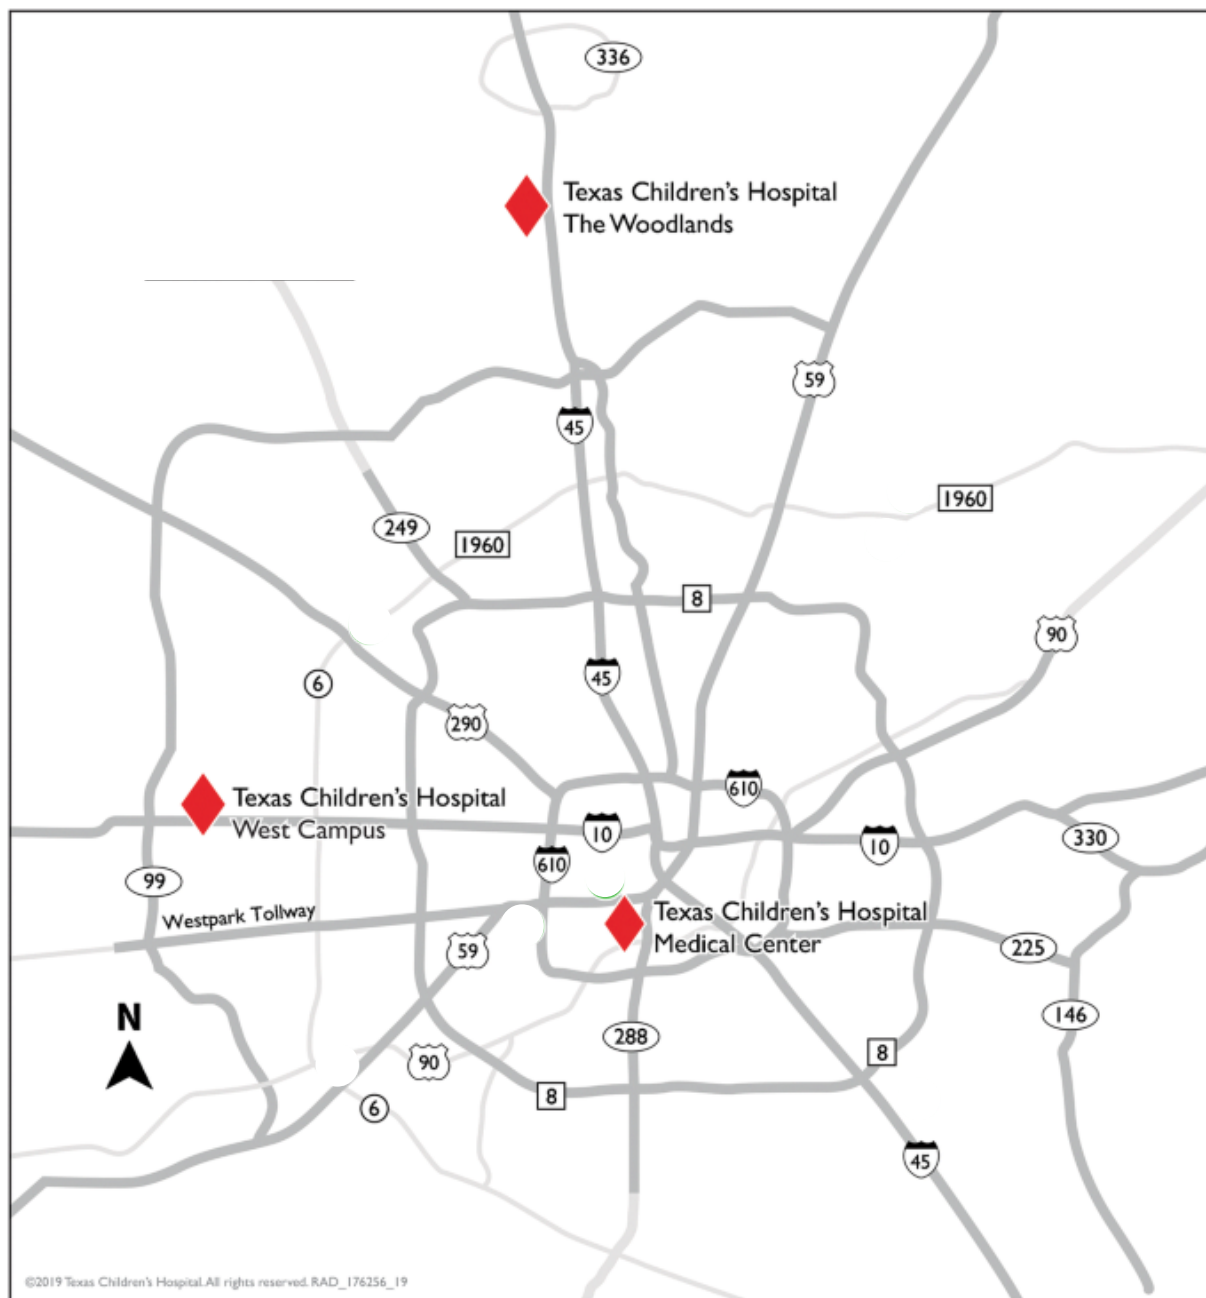 336
Texas Children's Hospital
The Woodlands
59
45
1960
249
1960
8
90
6
45
290
610
Texas Children's Hospital
West Campus
10
10
330
610
99
Westpark Tollway
Texas Children's Hospital
Medical Center
59
225
N
146
288
8
90
8
6
45
©2019 Texas Children's Hospital. All rights reserved. RAD_176256_19